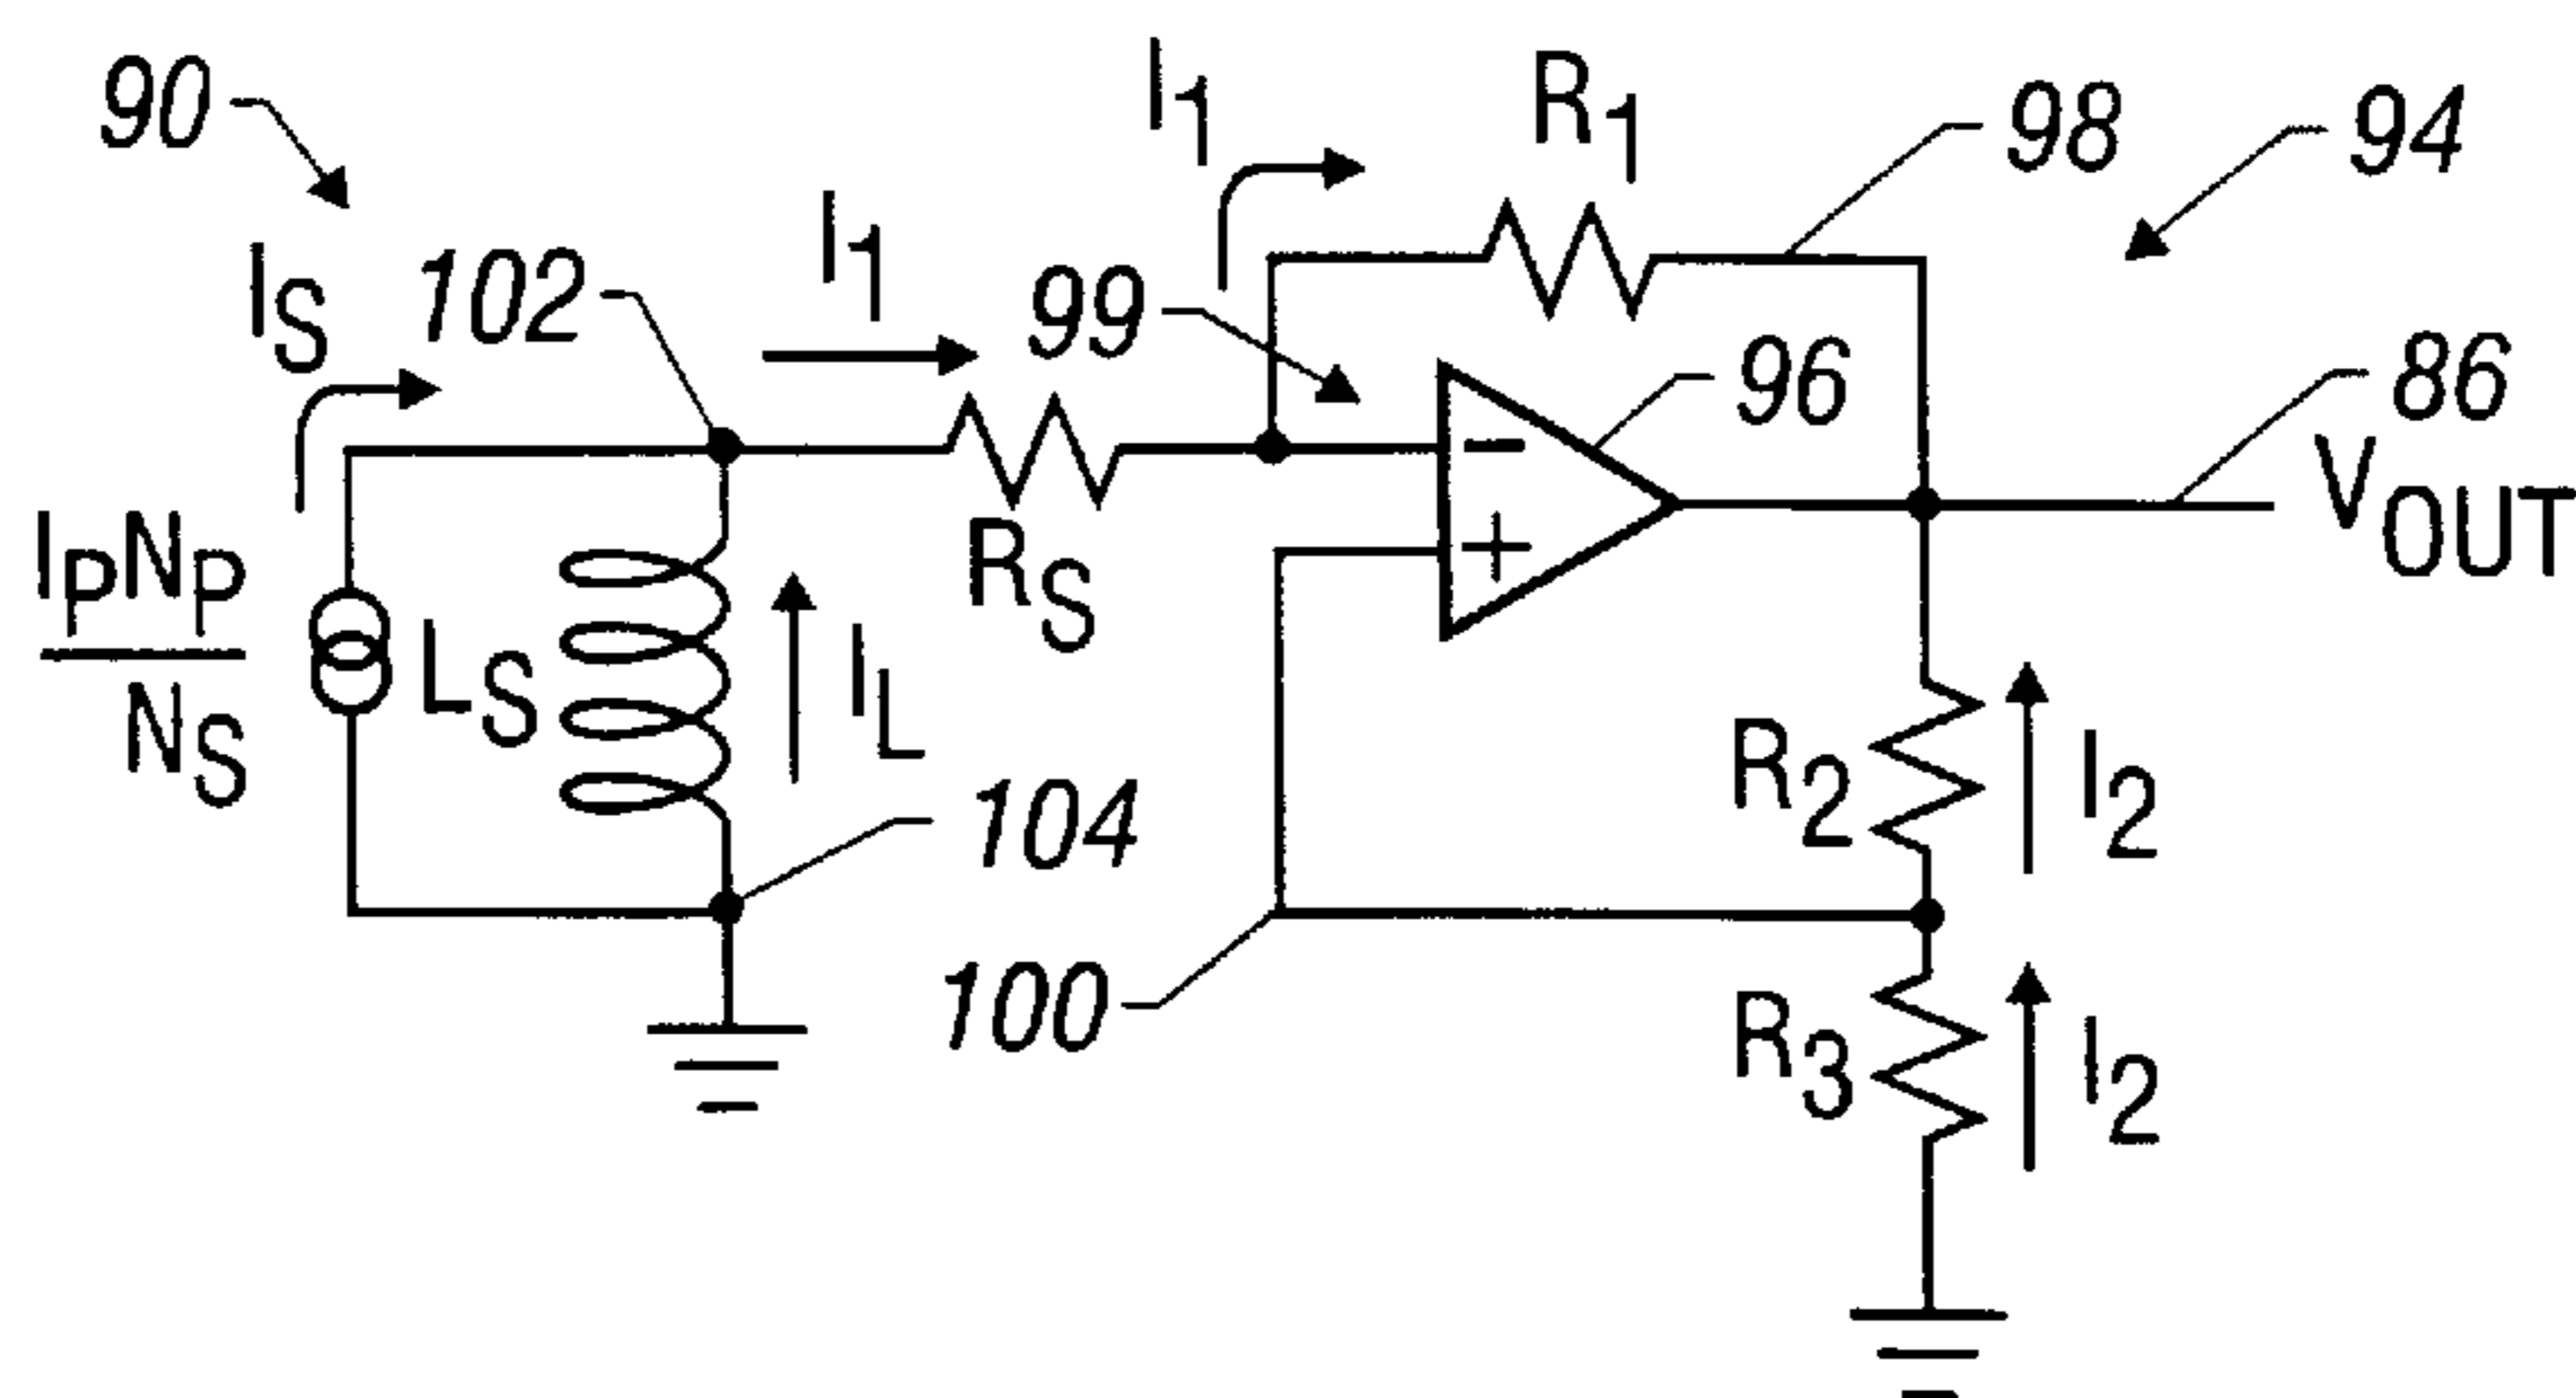 90
I1
R1
98
94
IS
102
I1
99
96
86
VOUT
IPNP
NS
LS
IL
RS
−
+
R2
I2
104
100
R3
I2